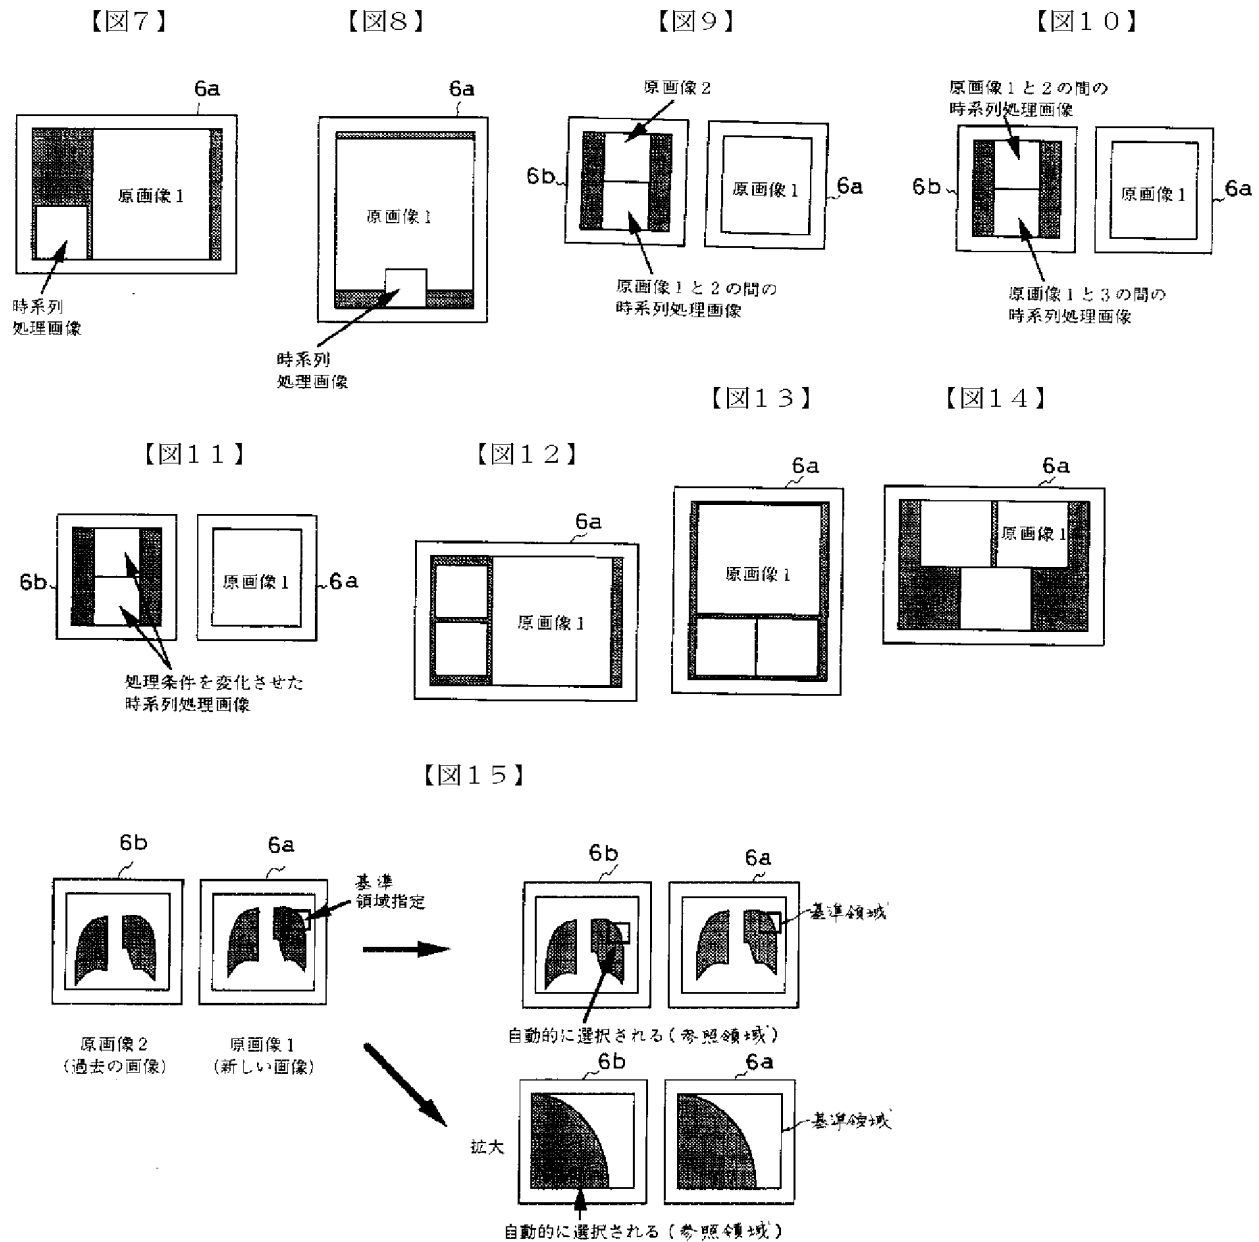 【図7】
6a
原画像1
時系列
処理画像
【図8】
6a
原画像1
時系列
処理画像
【図9】
原画像2
6b
原画像1
6a
原画像1と2の間の
時系列処理画像
【図10】
原画像1と2の間の
時系列処理画像
6b
原画像1
6a
原画像1と3の間の
時系列処理画像
【図11】
6b
原画像1
6a
処理条件を変化させた
時系列処理画像
【図12】
6a
原画像1
【図13】
6a
原画像1
【図14】
6a
原画像1
【図15】
6b
6a
基準
領域指定
原画像2
(過去の画像)
原画像1
(新しい画像)
6b
6a
基準領域
自動的に選択される(参照領域)
拡大
6b
6a
基準領域
自動的に選択される(参照領域)